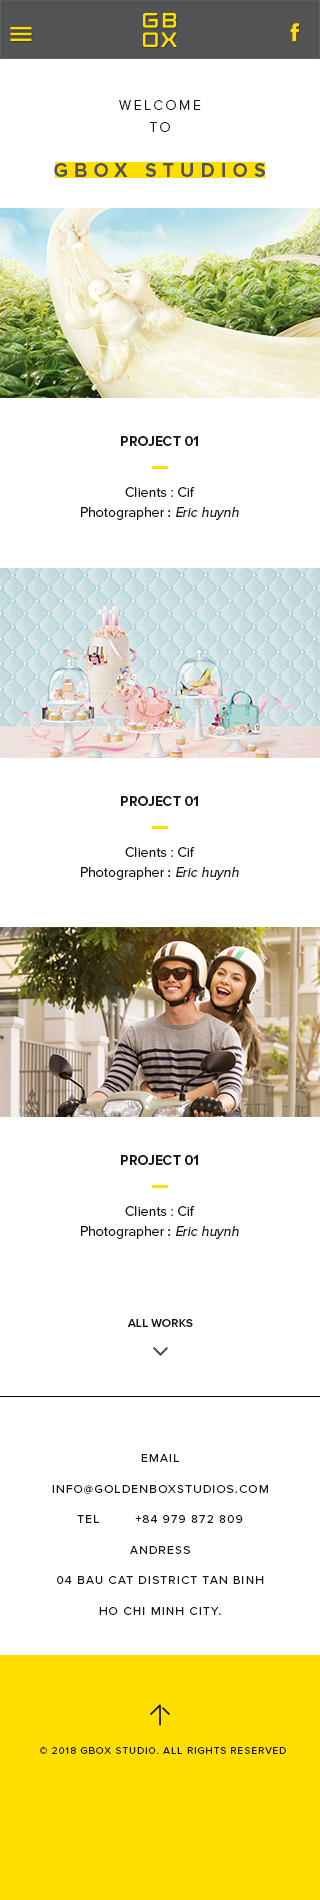 GB
OX
f
WELCOME
TO
GBOX STUDIOS
PROJECT 01
Clients : Cif
Photographer : Eric huynh
PROJECT 01
Clients : Cif
Photographer : Eric huynh
PROJECT 01
Clients : Cif
Photographer : Eric huynh
ALL WORKS
EMAIL
INFO@GOLDENBOXSTUDIOS.COM
TEL +84 979 872 809
ANDRESS
04 BAU CAT DISTRICT TAN BINH
HO CHI MINH CITY.
© 2018 GBOX STUDIO. ALL RIGHTS RESERVED